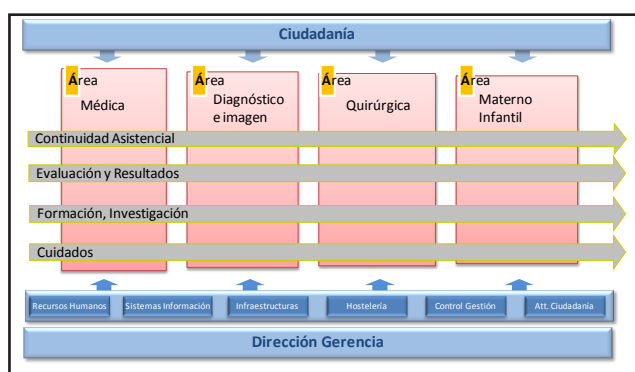 Ciudadanía
Área
Médica
Área
Diagnóstico
e imagen
Área
Quirúrgica
Área
Materno
Infantil
Continuidad Asistencial
Evaluación y Resultados
Formación, Investigación
Cuidados
Recursos Humanos
Sistemas Información
Infraestructuras
Hostelería
Control Gestión
Att. Ciudadanía
Dirección Gerencia